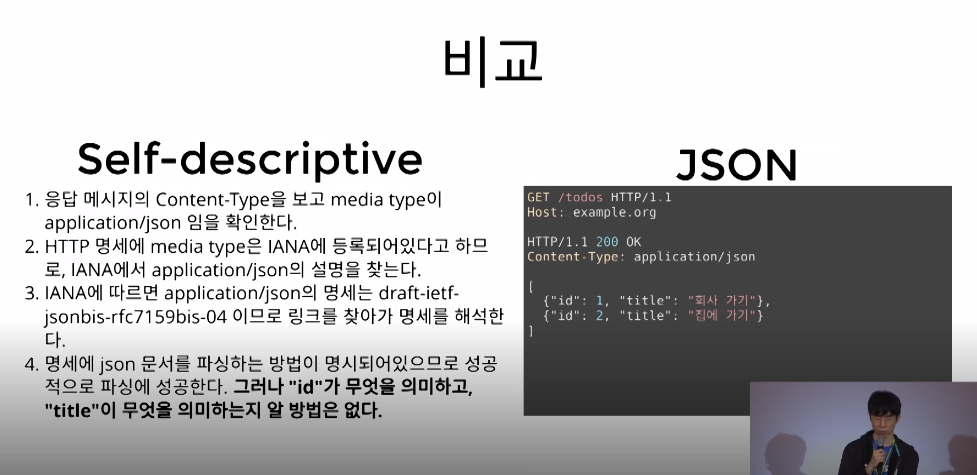 비교
Self-descriptive
1. 응답 메시지의 Content-Type을 보고 media type이
application/json 임을 확인한다.
2. HTTP 명세에 media type은 IANA에 등록되어있다고 하므
로, IANA에서 application/json의 설명을 찾는다.
3. IANA에 따르면 application/json의 명세는 draft-ietf-
jsonbis-rfc7159bis-04 이므로 링크를 찾아가 명세를 해석한
다.
4. 명세에 json 문서를 파싱하는 방법이 명시되어있으므로 성공
적으로 파싱에 성공한다. 그러나 "id"가 무엇을 의미하고,
"title"이 무엇을 의미하는지 알 방법은 없다.
JSON
GET /todos HTTP/1.1
Host: example.org
HTTP/1.1 200 OK
Content-Type: application/json
[
{"id": 1, "title": "회사 가기"},
{"id": 2, "title": "집에 가기"}
]